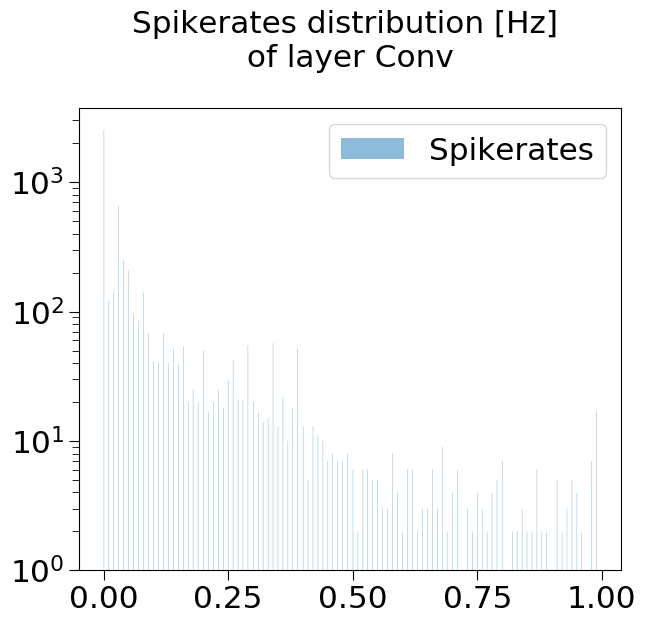 Spikerates distribution [Hz]
of layer Conv
Spikerates
10³
10²
10¹
10⁰
0.00 0.25 0.50 0.75 1.00